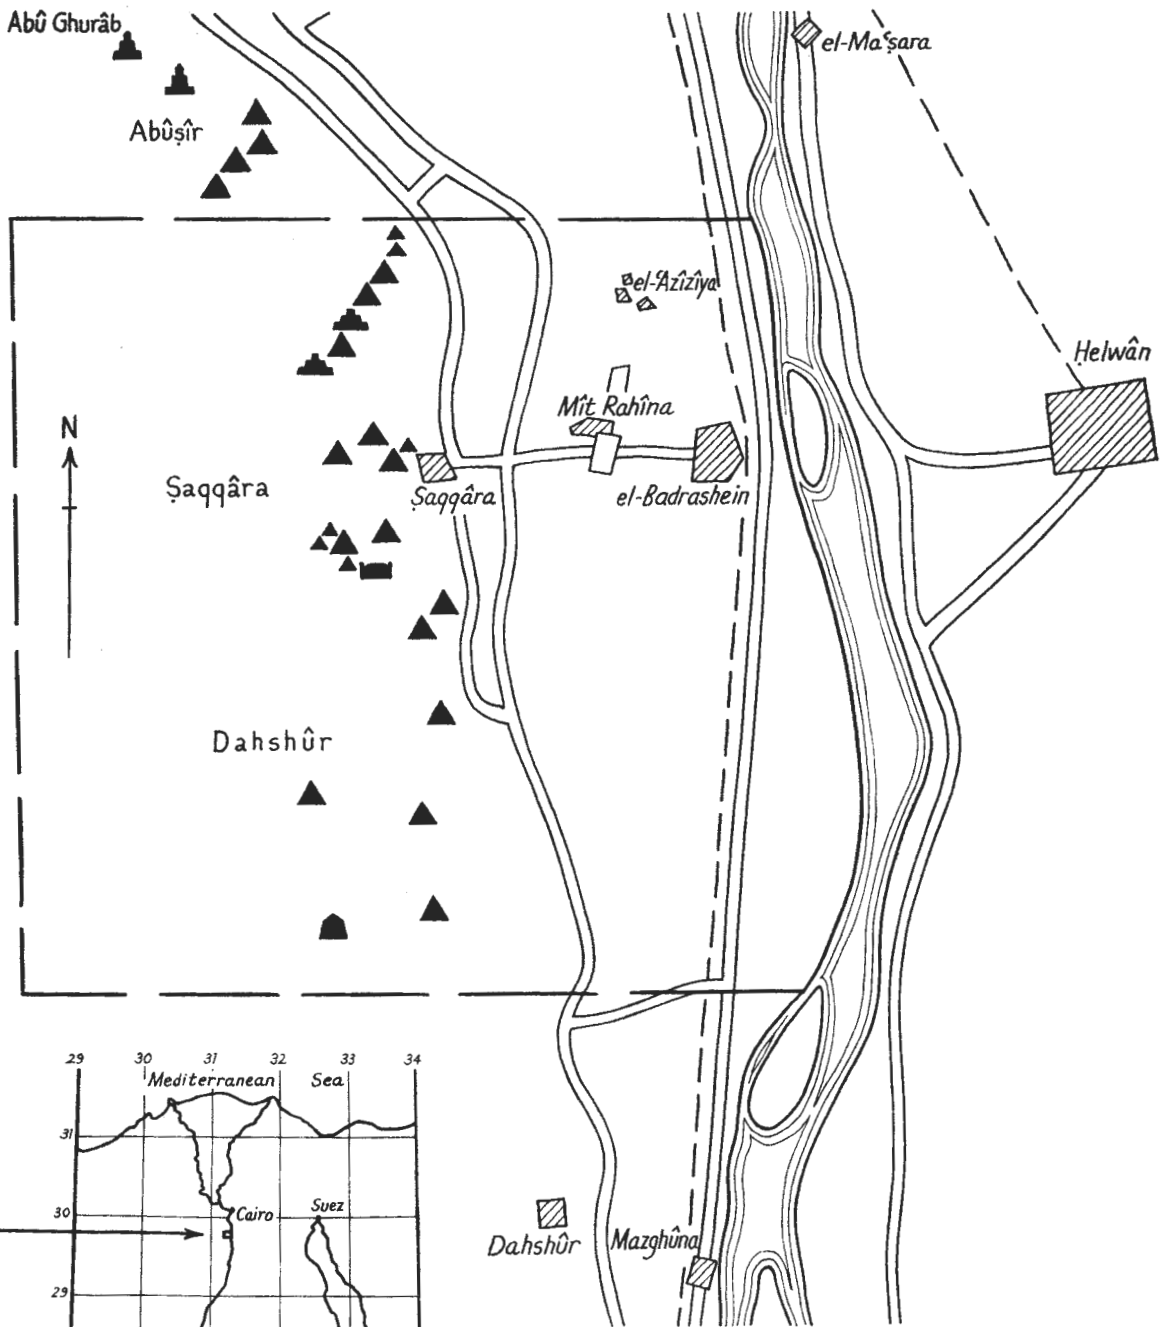 Abû Ghurâb
el-Maʿṣara
Abûṣîr
el-ʿAzîzîya
Ḥelwân
Mît Rahîna
N
Ṣaqqâra
Ṣaqqâra
el-Badrashein
Dahshûr
29 30 31 32 33 34
Mediterranean Sea
31
30
Cairo
Suez
Dahshûr
Mazghûna
29